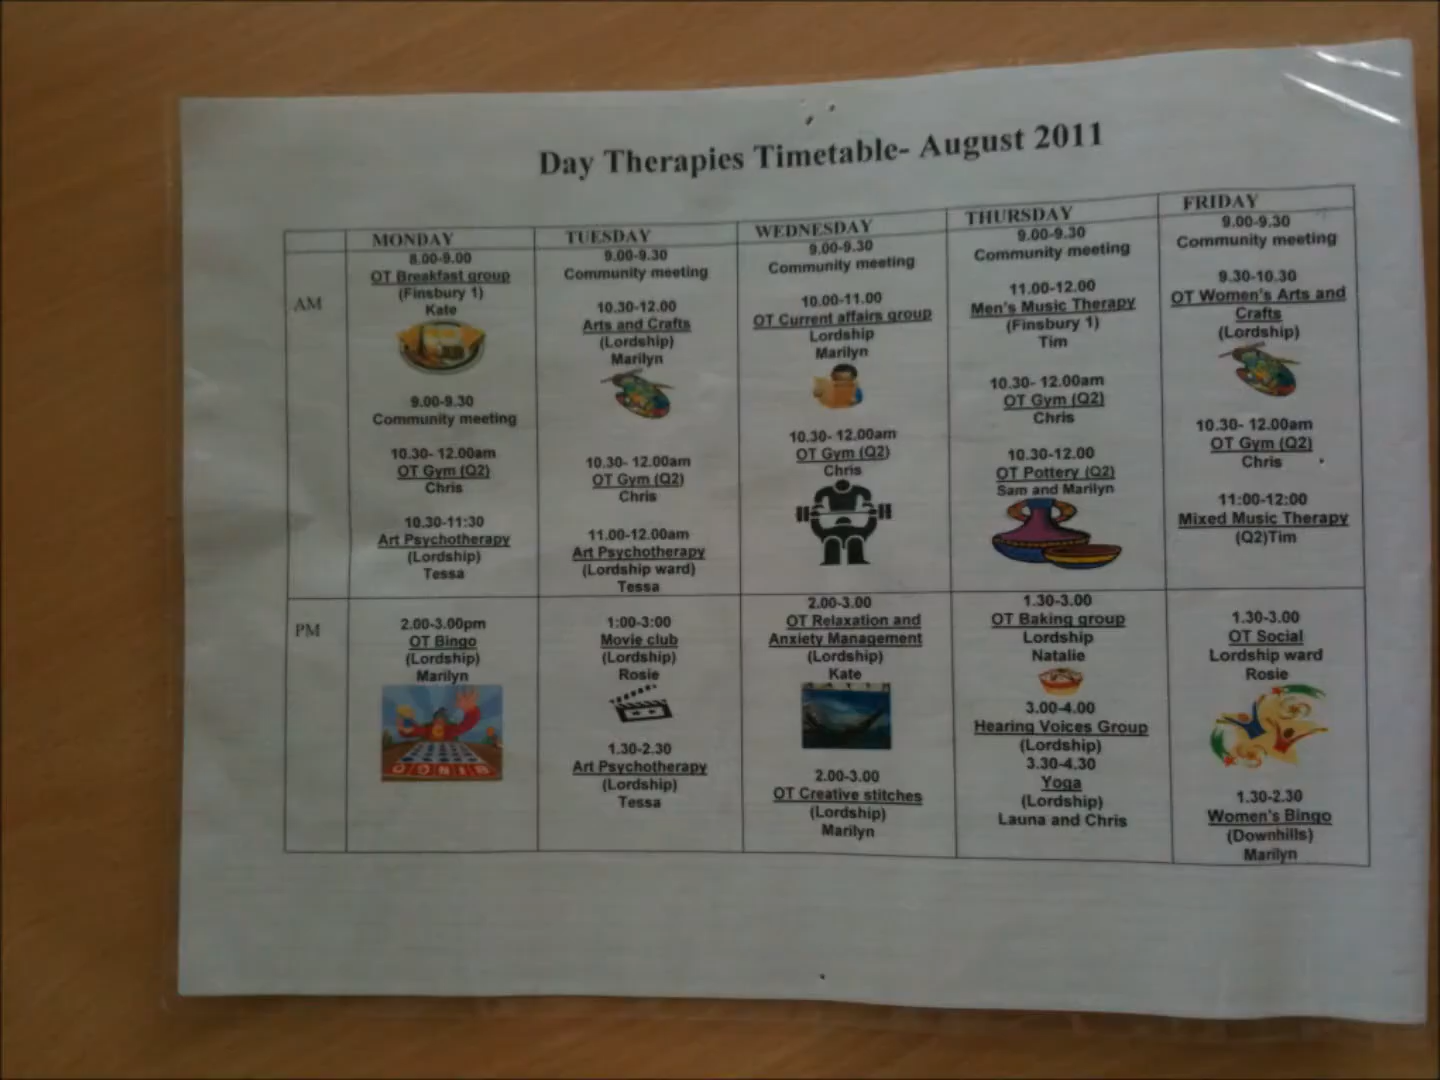 Day Therapies Timetable- August 2011
MONDAY
TUESDAY
WEDNESDAY
THURSDAY
FRIDAY
AM
8.00-9.00
OT Breakfast group
(Finsbury 1)
Kate
9.00-9.30
Community meeting
10.30- 12.00am
OT Gym (Q2)
Chris
10.30-11:30
Art Psychotherapy
(Lordship)
Tessa
9.00-9.30
Community meeting
10.30-12.00
Arts and Crafts
(Lordship)
Marilyn
10.30- 12.00am
OT Gym (Q2)
Chris
11.00-12.00am
Art Psychotherapy
(Lordship ward)
Tessa
9.00-9.30
Community meeting
10.00-11.00
OT Current affairs group
Lordship
Marilyn
10.30- 12.00am
OT Gym (Q2)
Chris
9.00-9.30
Community meeting
11.00-12.00
Men's Music Therapy
(Finsbury 1)
Tim
10.30- 12.00am
OT Gym (Q2)
Chris
10.30-12.00
OT Pottery (Q2)
Sam and Marilyn
9.00-9.30
Community meeting
9.30-10.30
OT Women's Arts and
Crafts
(Lordship)
10.30- 12.00am
OT Gym (Q2)
Chris
11:00-12:00
Mixed Music Therapy
(Q2)Tim
PM
2.00-3.00pm
OT Bingo
(Lordship)
Marilyn
1:00-3:00
Movie club
(Lordship)
Rosie
1.30-2.30
Art Psychotherapy
(Lordship)
Tessa
2.00-3.00
OT Relaxation and
Anxiety Management
(Lordship)
Kate
2.00-3.00
OT Creative stitches
(Lordship)
Marilyn
1.30-3.00
OT Baking group
Lordship
Natalie
3.00-4.00
Hearing Voices Group
(Lordship)
3.30-4.30
Yoga
(Lordship)
Launa and Chris
1.30-3.00
OT Social
Lordship ward
Rosie
1.30-2.30
Women's Bingo
(Downhills)
Marilyn